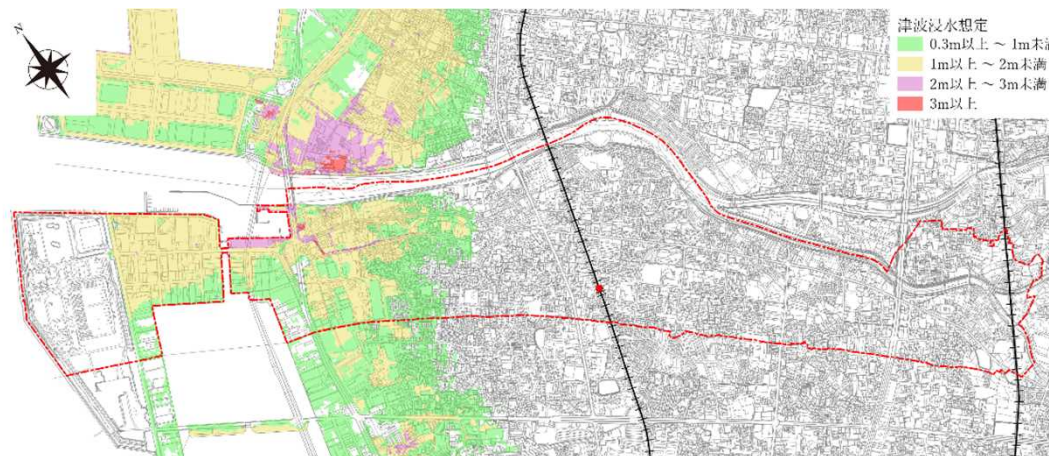 N
津波浸水想定
0.3m以上 ~ 1m未満
1m以上 ~ 2m未満
2m以上 ~ 3m未満
3m以上